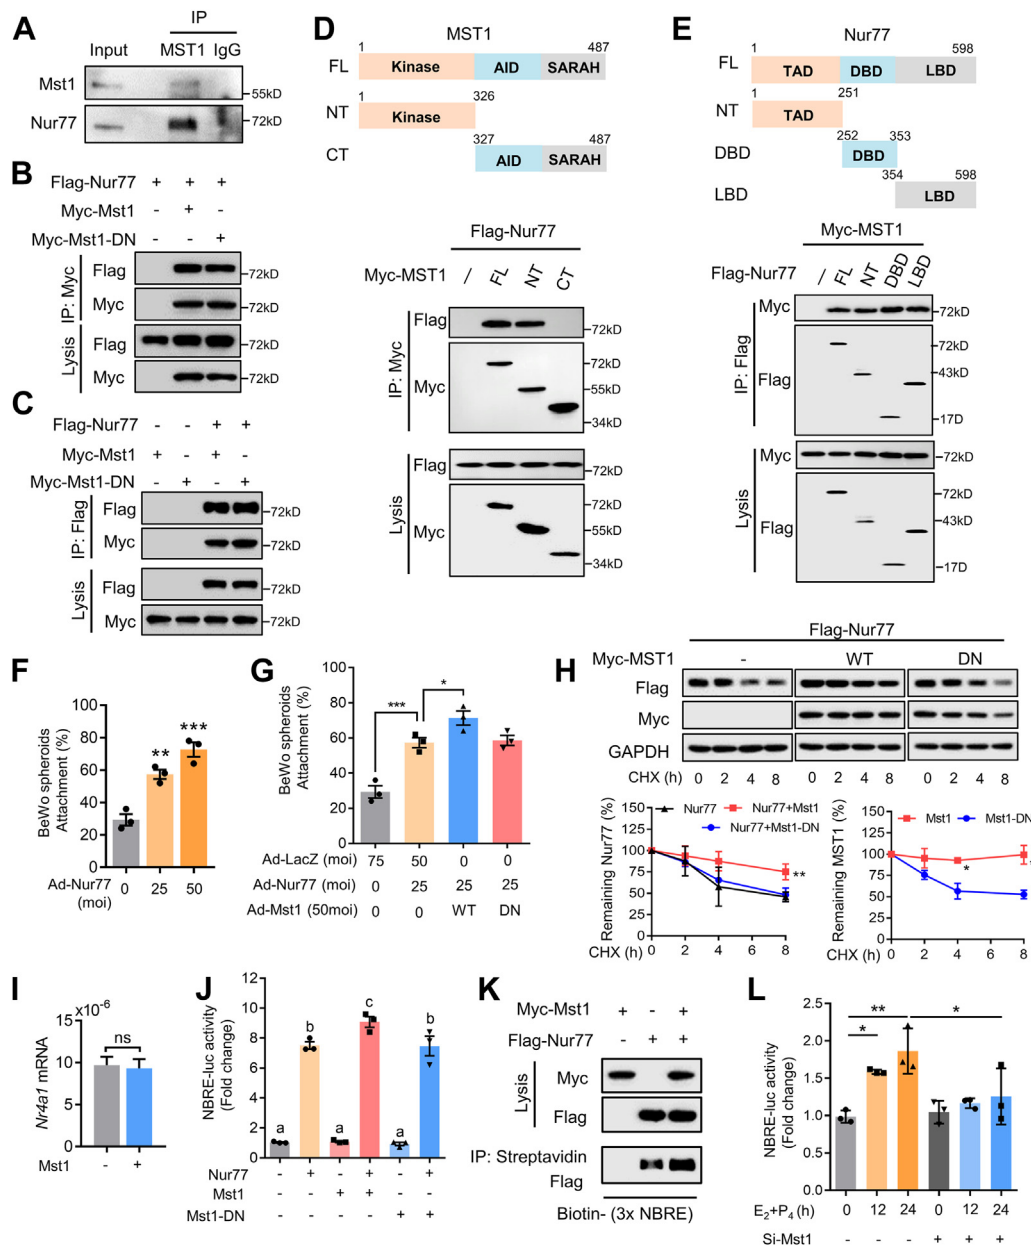 A
IP
Input MST1 IgG
Mst1
55kD
Nur77
72kD
B
Flag-Nur77 + + +
Myc-Mst1 - + -
Myc-Mst1-DN - - +
IP: Myc
Flag
72kD
Myc
72kD
Lysis
Flag
72kD
Myc
72kD
C
Flag-Nur77 - - + +
Myc-Mst1 + - + -
Myc-Mst1-DN - + - +
IP: Flag
Flag
72kD
Myc
72kD
Lysis
Flag
72kD
Myc
72kD
D
MST1
1 487
FL Kinase AID SARAH
1 326
NT Kinase
327 487
CT AID SARAH
Flag-Nur77
Myc-MST1 / FL NT CT
IP: Myc
Flag
72kD
Myc
72kD
55kD
34kD
Lysis
Flag
72kD
Myc
72kD
55kD
34kD
E
Nur77
1 598
FL TAD DBD LBD
1 251
NT TAD
252 353
DBD DBD
354 598
LBD LBD
Myc-MST1
Flag-Nur77 / FL NT DBD LBD
IP: Flag
Myc
72kD
Flag
72kD
43kD
17D
Lysis
Myc
72kD
Flag
72kD
43kD
17D
F
BeWo spheroids
Attachment (%)
100
80
60
40
20
0
** ***
Ad-Nur77 (moi) 0 25 50
G
BeWo spheroids
Attachment (%)
80
60
40
20
0
*** *
Ad-LacZ (moi) 75 50 0 0
Ad-Nur77 (moi) 0 25 25 25
Ad-Mst1 (50moi) 0 0 WT DN
H
Flag-Nur77
Myc-MST1 - WT DN
Flag
Myc
GAPDH
CHX (h) 0 2 4 8 0 2 4 8 0 2 4 8
Remaining Nur77 (%)
150
125
100
75
50
25
0
Nur77 Nur77+Mst1
Nur77+Mst1-DN
**
CHX (h) 0 2 4 6 8
Remaining MST1 (%)
150
125
100
75
50
25
0
Mst1 Mst1-DN
*
CHX (h) 0 2 4 6 8
I
×10-6
Nr4a1 mRNA
15
10
5
0
ns
Mst1 - +
J
NBRE-luc activity
(Fold change)
12
10
8
6
4
2
0
a b a c a b
Nur77 - + - + - +
Mst1 - - + + - -
Mst1-DN - - - - + +
K
Myc-Mst1 + - +
Flag-Nur77 - + +
Lysis
Myc
Flag
IP: Streptavidin
Flag
Biotin- (3x NBRE)
L
NBRE-luc activity
(Fold change)
2.5
2.0
1.5
1.0
0.5
0.0
** *
*
E2+P4 (h) 0 12 24 0 12 24
Si-Mst1 - - - + + +